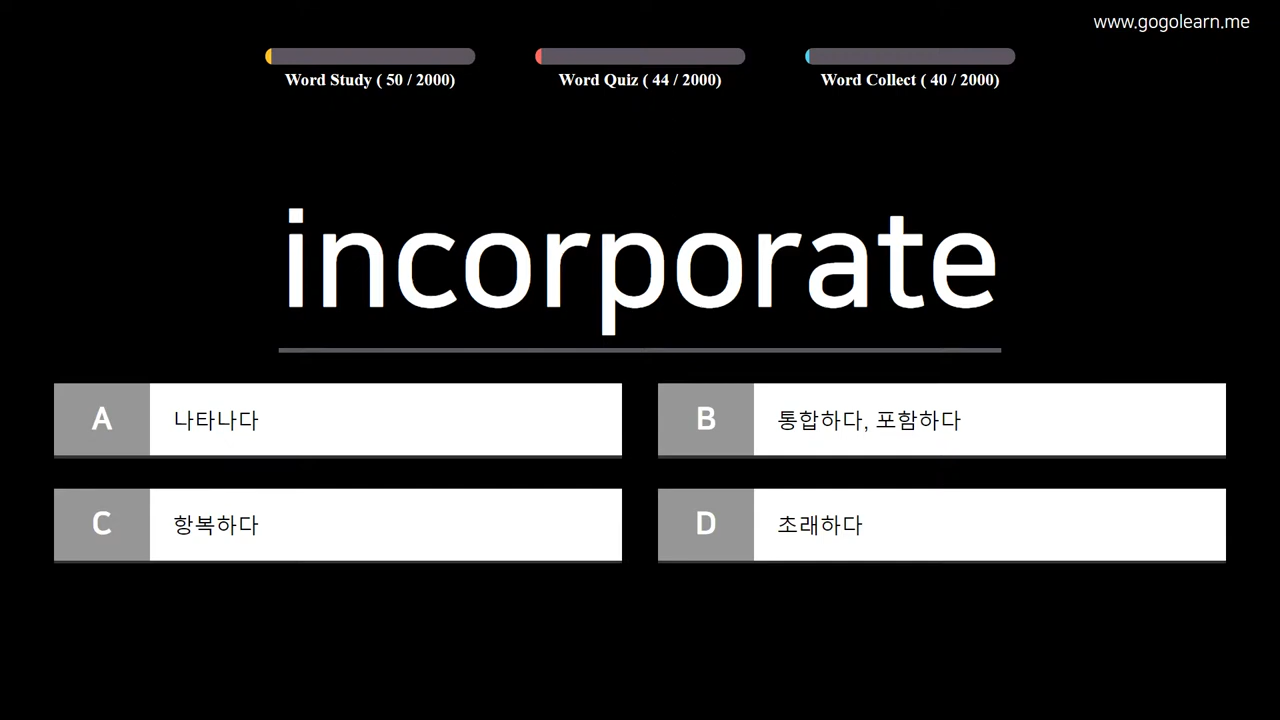 www.gogolearn.me
Word Study ( 50 / 2000)
Word Quiz ( 44 / 2000)
Word Collect ( 40 / 2000)
incorporate
A 나타나다
B 통합하다, 포함하다
C 항복하다
D 초래하다